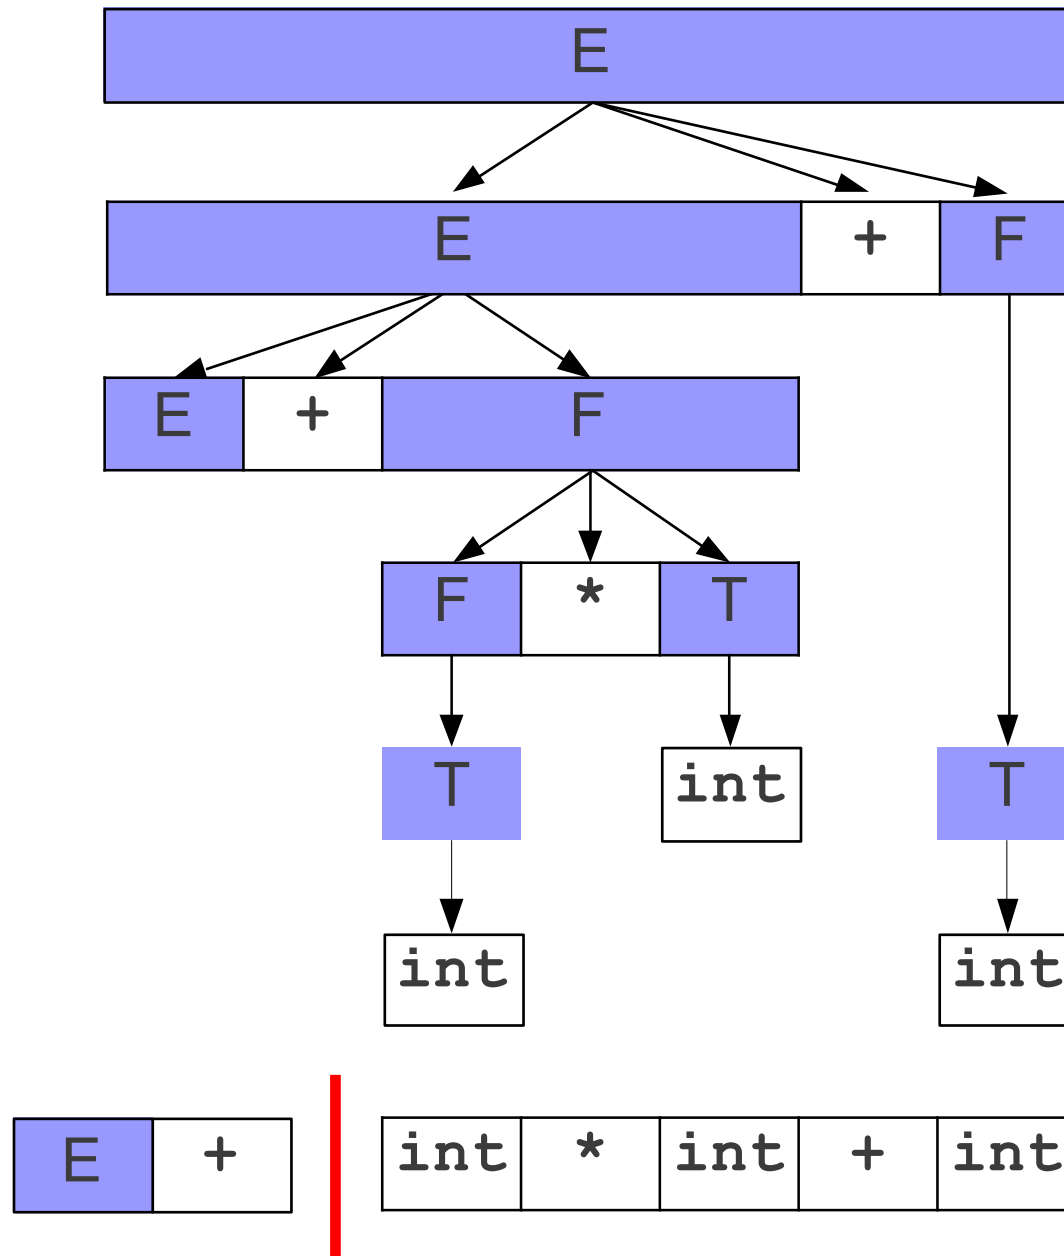 E
E + F
E + F
F * T
T int T
int int
E + int * int + int